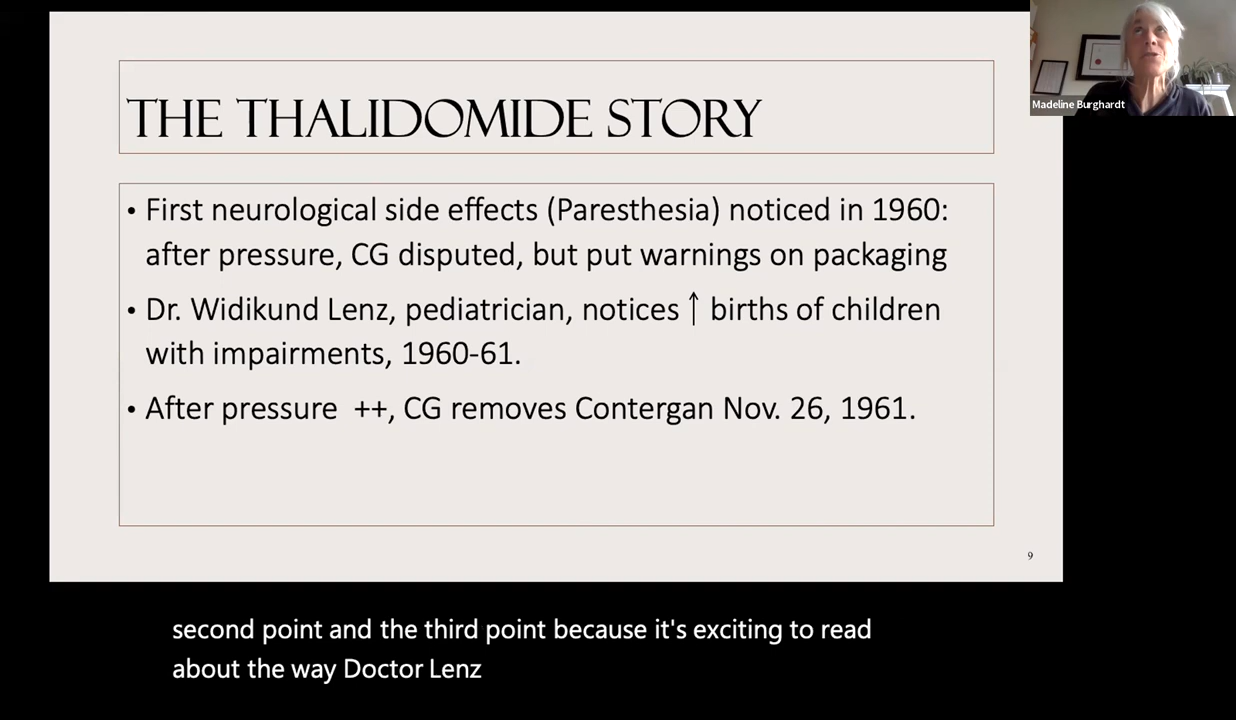 THE THALIDOMIDE STORY
Madeline Burghardt
• First neurological side effects (Paresthesia) noticed in 1960:
after pressure, CG disputed, but put warnings on packaging
• Dr. Widikund Lenz, pediatrician, notices ↑ births of children
with impairments, 1960-61.
• After pressure ++, CG removes Contergan Nov. 26, 1961.
9
second point and the third point because it's exciting to read
about the way Doctor Lenz